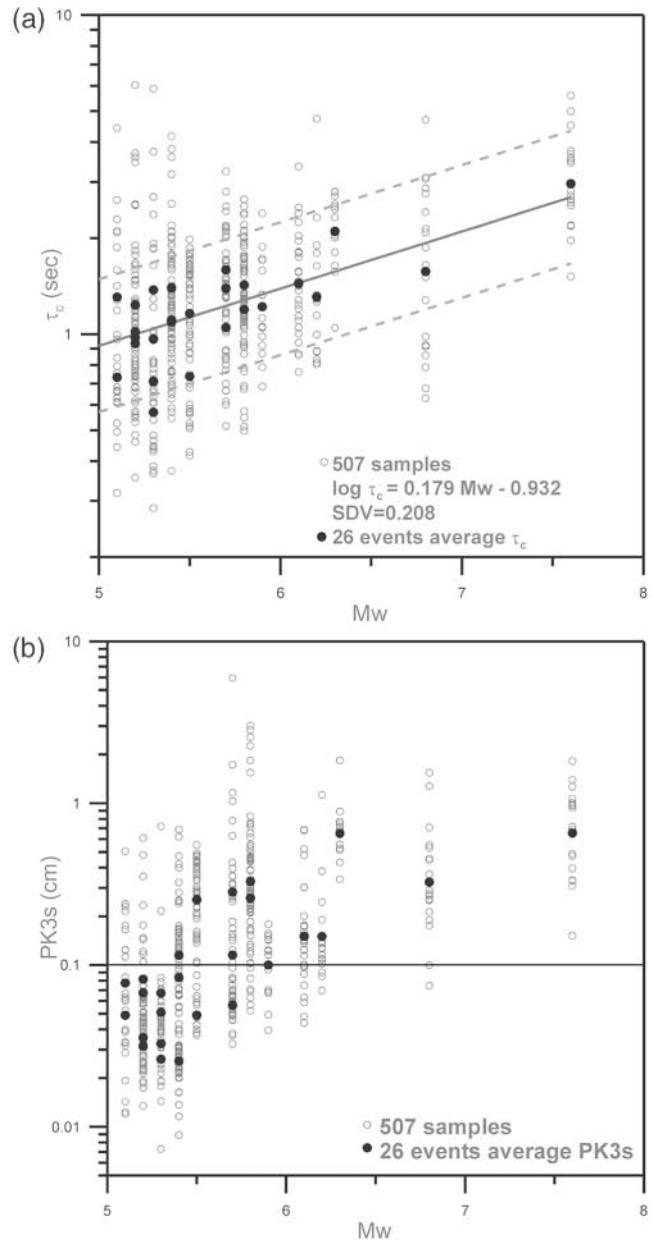 (a)
10
1
τc (sec)
507 samples
log τc = 0.179 Mw - 0.932
SDV=0.208
26 events average τc
5 6 7 8
Mw
(b)
10
1
0.1
0.01
PK3s (cm)
507 samples
26 events average PK3s
5 6 7 8
Mw